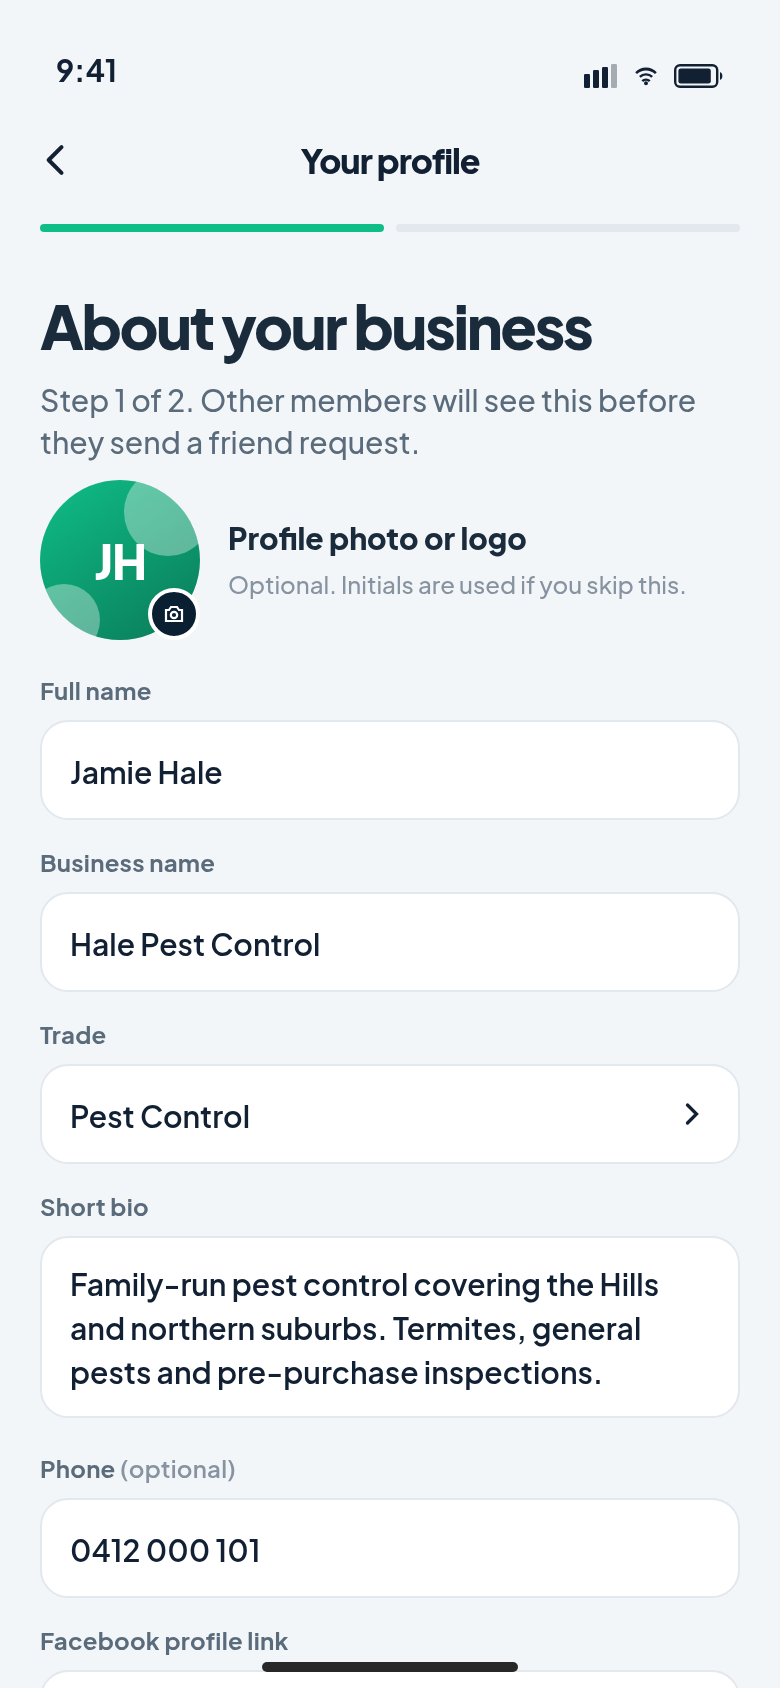 9:41
Your profile
About your business
Step 1 of 2. Other members will see this before
they send a friend request.
JH
Profile photo or logo
Optional. Initials are used if you skip this.
Full name
Jamie Hale
Business name
Hale Pest Control
Trade
Pest Control
Short bio
Family-run pest control covering the Hills
and northern suburbs. Termites, general
pests and pre-purchase inspections.
Phone (optional)
0412 000 101
Facebook profile link